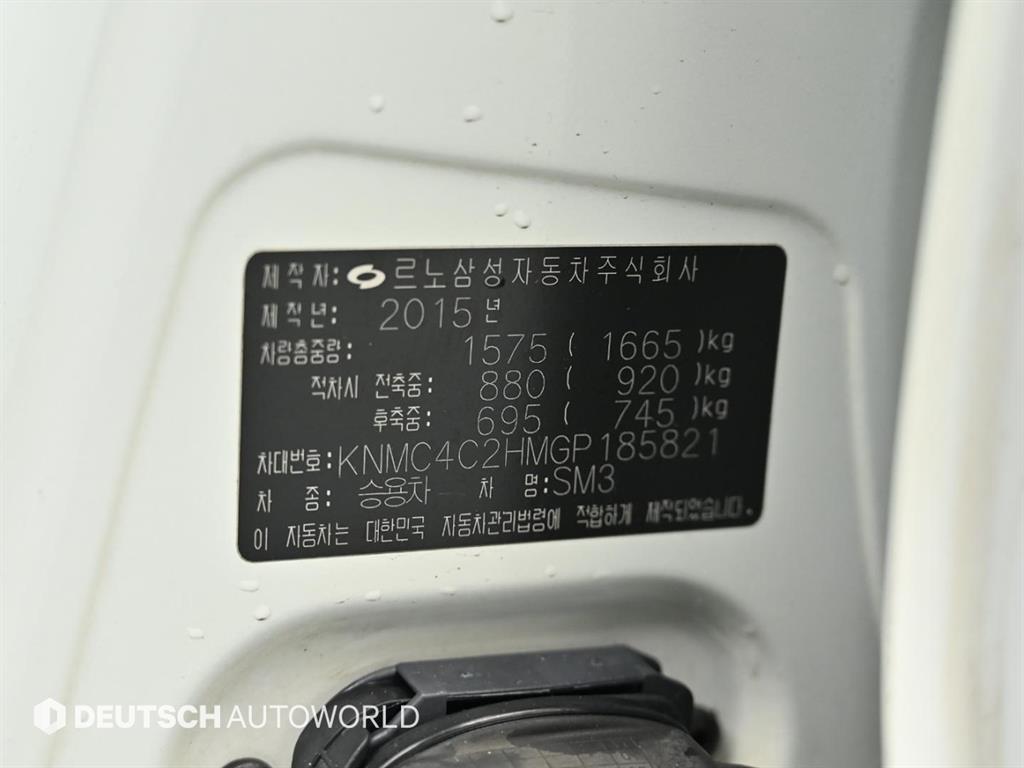 제작자: 르노삼성자동차주식회사
제작년: 2015년
차량총중량: 1575 ( 1665 )kg
적차시 전축중: 880 ( 920 )kg
후축중: 695 ( 745 )kg
차대번호: KNMC4C2HMGP185821
차 종: 승용차 차 명: SM3
이 자동차는 대한민국 자동차관리법령에 적합하게 제작되었습니다.
DEUTSCH AUTOWORLD